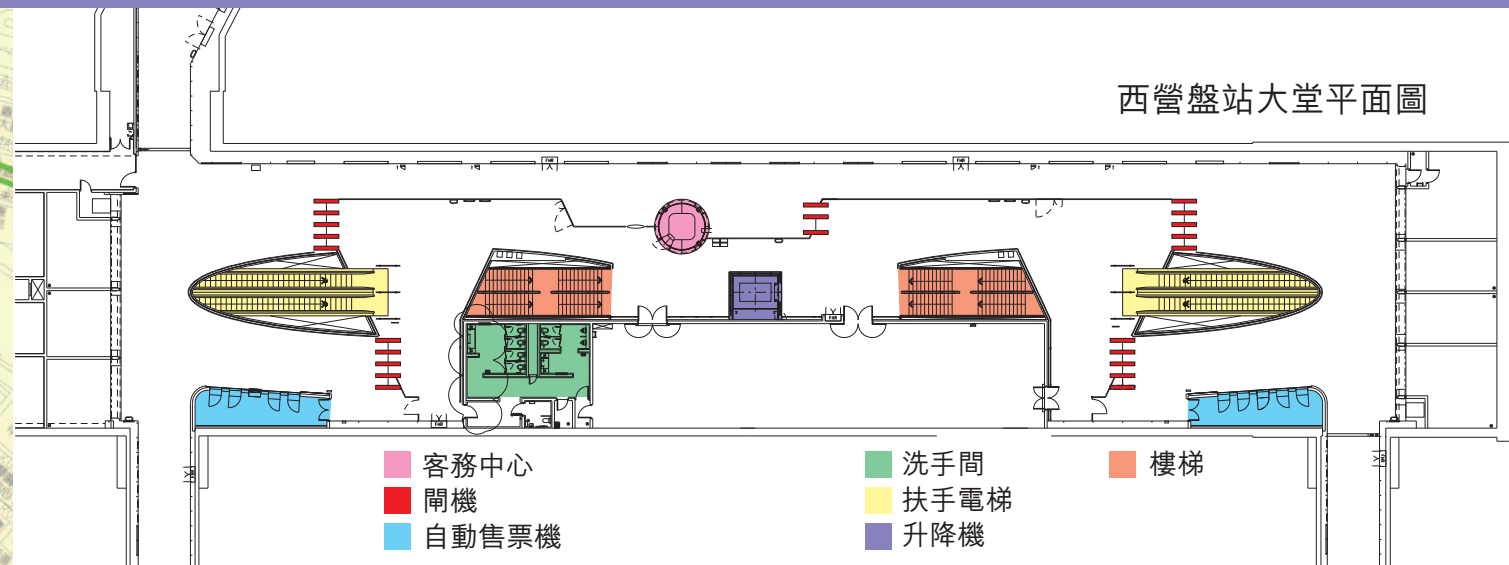 西營盤站大堂平面圖
客務中心
閘機
自動售票機
洗手間
扶手電梯
升降機
樓梯